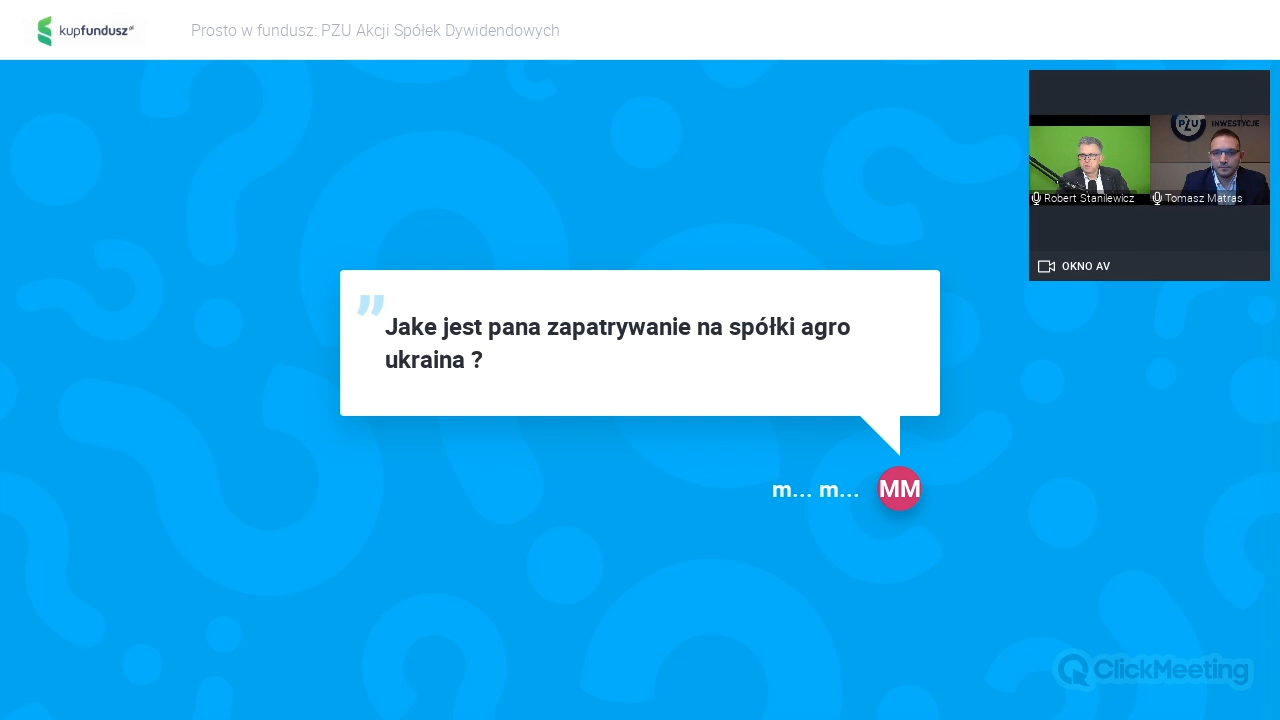 kupfundusz.pl
Prosto w fundusz: PZU Akcji Spółek Dywidendowych
PZU INWESTYCJE
Robert Stanilewicz
Tomasz Matras
OKNO AV
” Jake jest pana zapatrywanie na spółki agro
ukraina ?
m... m...
MM
ClickMeeting